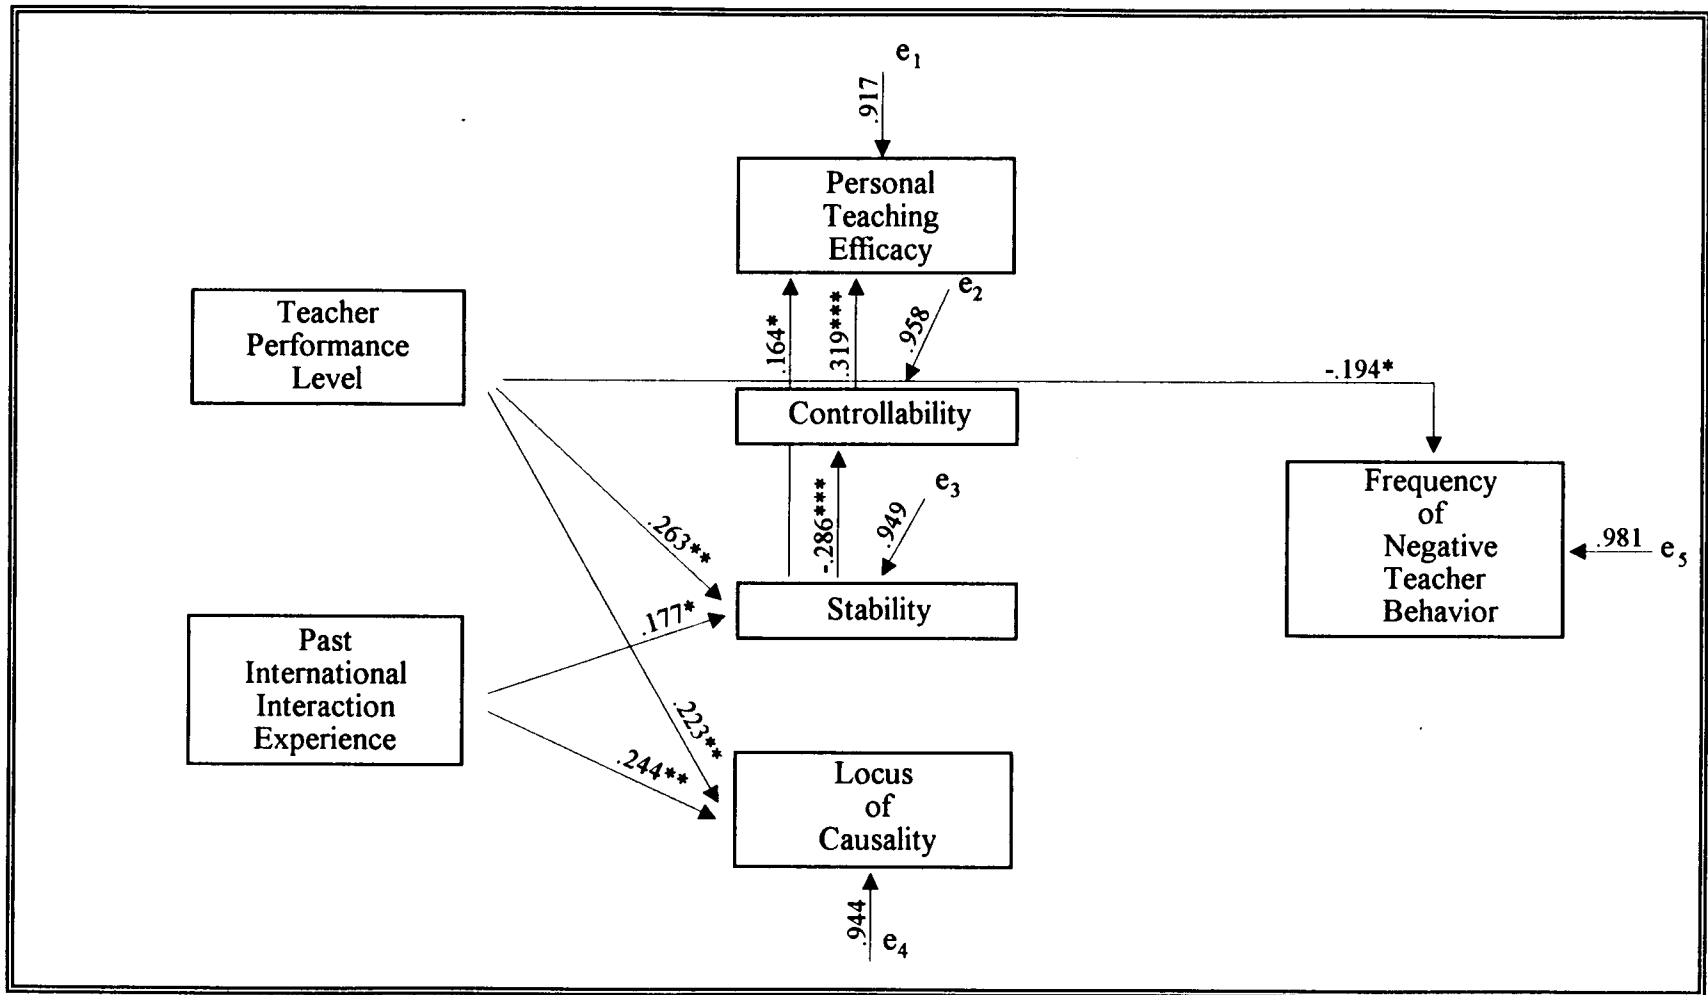 e1
.917
Personal
Teaching
Efficacy
e2
.958
.164*
.319***
Teacher
Performance
Level
-.194*
Controllability
-.286***
e3
.949
Frequency
of
Negative
Teacher
Behavior
.981
e5
.263**
.177*
Stability
Past
International
Interaction
Experience
.223**
.244**
Locus
of
Causality
.944
e4